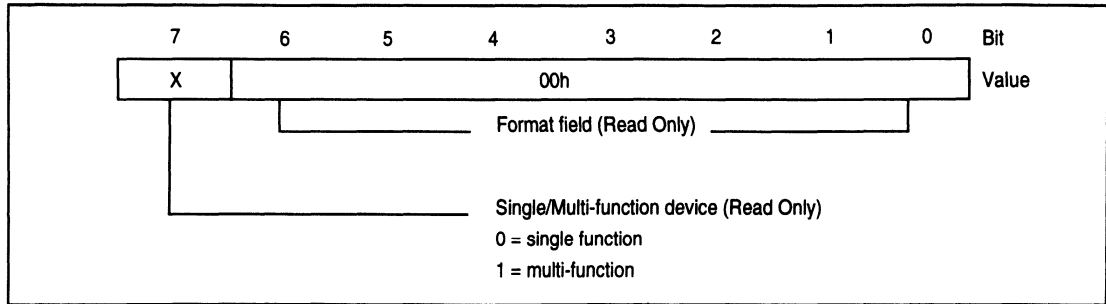 7 6 5 4 3 2 1 0 Bit
X 00h Value
Format field (Read Only)
Single/Multi-function device (Read Only)
0 = single function
1 = multi-function